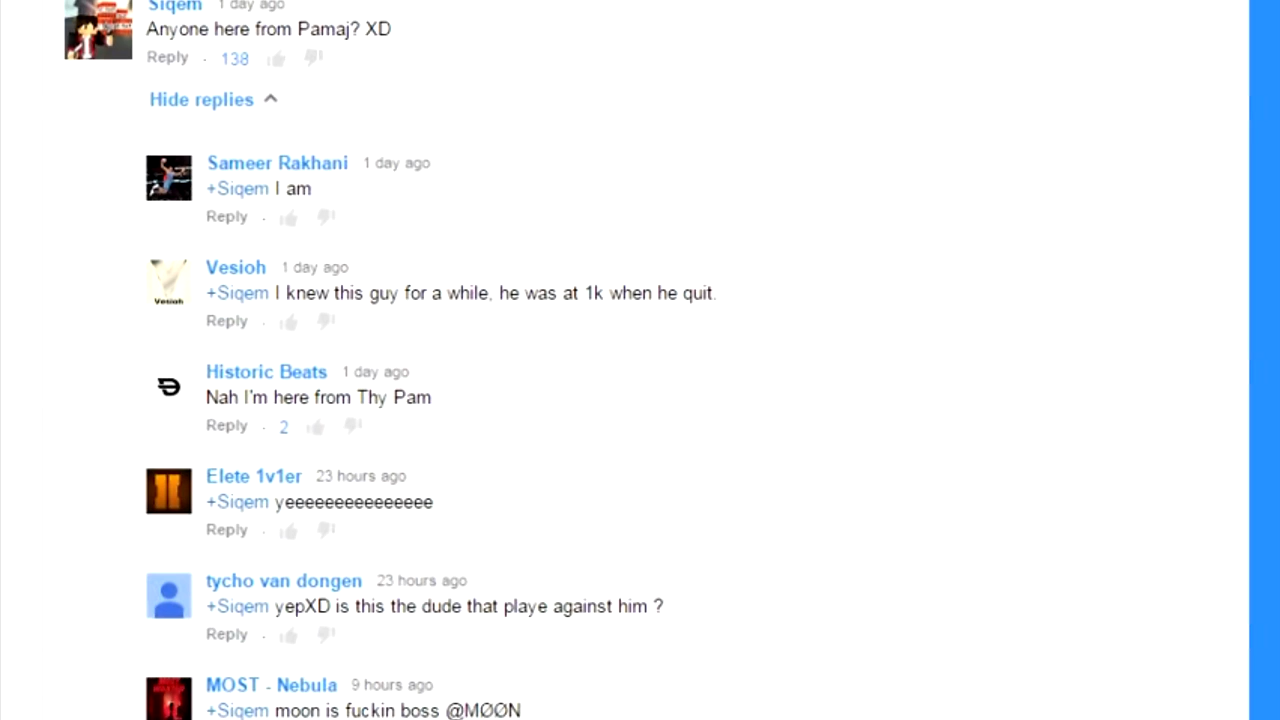 Siqem 1 day ago
Anyone here from Pamaj? XD
Reply . 138
Hide replies
Sameer Rakhani 1 day ago
+Siqem I am
Reply .
Vesioh 1 day ago
Vesioh
+Siqem I knew this guy for a while, he was at 1k when he quit.
Reply .
Historic Beats 1 day ago
Nah I'm here from Thy Pam
Reply . 2
Elete 1v1er 23 hours ago
+Siqem yeeeeeeeeeeeeeee
Reply .
tycho van dongen 23 hours ago
+Siqem yepXD is this the dude that playe against him ?
Reply .
MOST - Nebula 9 hours ago
+Siqem moon is fuckin boss @MØØN